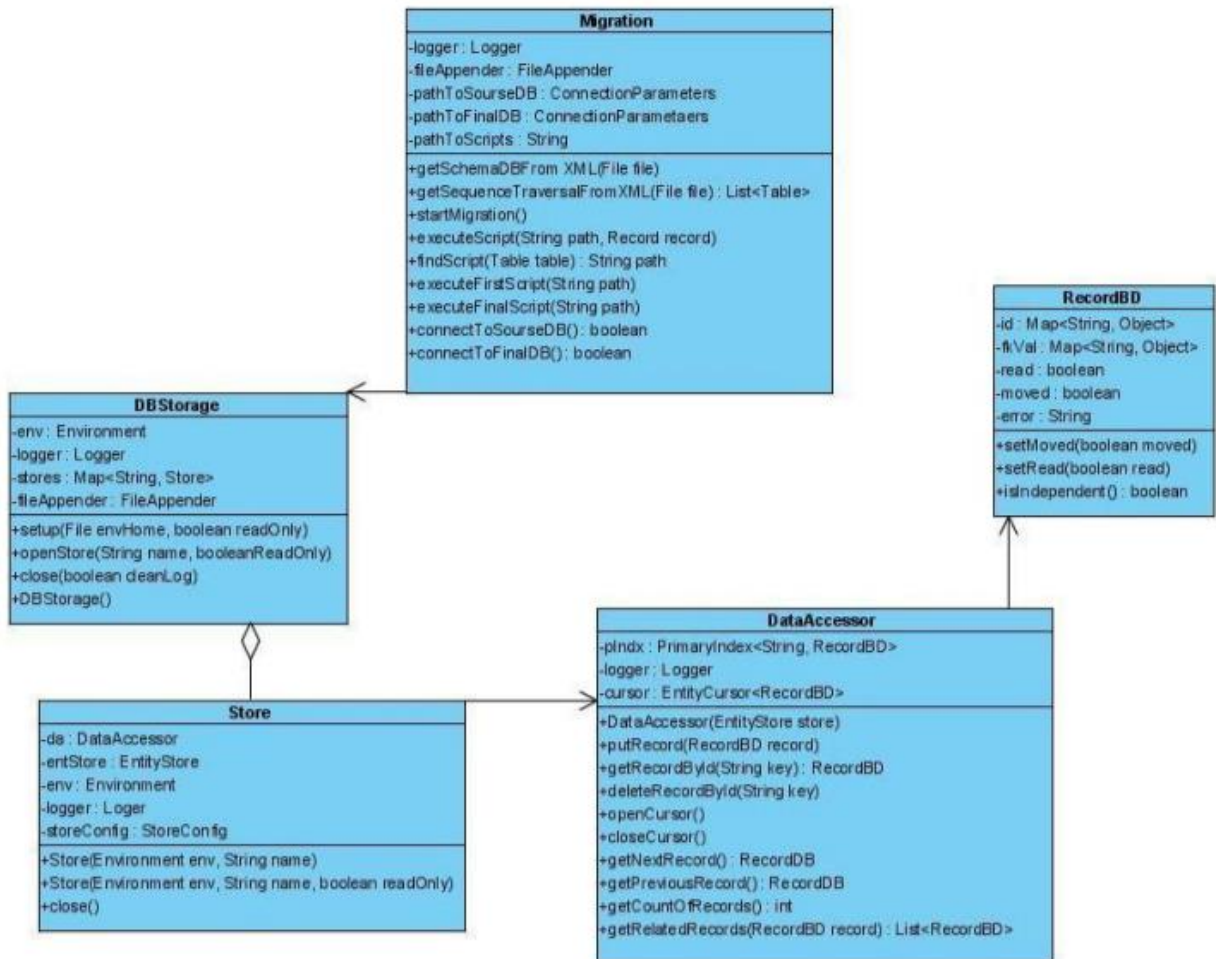 Migration
-logger : Logger
-fileAppender : FileAppender
-pathToSourseDB : ConnectionParameters
-pathToFinalDB : ConnectionParametaers
-pathToScripts : String
+getSchemaDBFrom XML(File file)
+getSequenceTraversalFromXML(File file) : List<Table>
+startMigration()
+executeScript(String path, Record record)
+findScript(Table table) : String path
+executeFirstScript(String path)
+executeFinalScript(String path)
+connectToSourseDB() : boolean
+connectToFinalDB() : boolean
RecordBD
-id : Map<String, Object>
-fkVal : Map<String, Object>
-read : boolean
-moved : boolean
-error : String
+setMoved(boolean moved)
+setRead(boolean read)
+isIndependent() : boolean
DBStorage
-env : Environment
-logger : Logger
-stores : Map<String, Store>
-fileAppender : FileAppender
+setup(File envHome, boolean readOnly)
+openStore(String name, booleanReadOnly)
+close(boolean cleanLog)
+DBStorage()
Store
-da : DataAccessor
-entStore : EntityStore
-env : Environment
-logger : Loger
-storeConfig : StoreConfig
+Store(Environment env, String name)
+Store(Environment env, String name, boolean readOnly)
+close()
DataAccessor
-pIndx : PrimaryIndex<String, RecordBD>
-logger : Logger
-cursor : EntityCursor<RecordBD>
+DataAccessor(EntityStore store)
+putRecord(RecordBD record)
+getRecordById(String key) : RecordBD
+deleteRecordById(String key)
+openCursor()
+closeCursor()
+getNextRecord() : RecordDB
+getPreviousRecord() : RecordDB
+getCountOfRecords() : int
+getRelatedRecords(RecordBD record) : List<RecordBD>